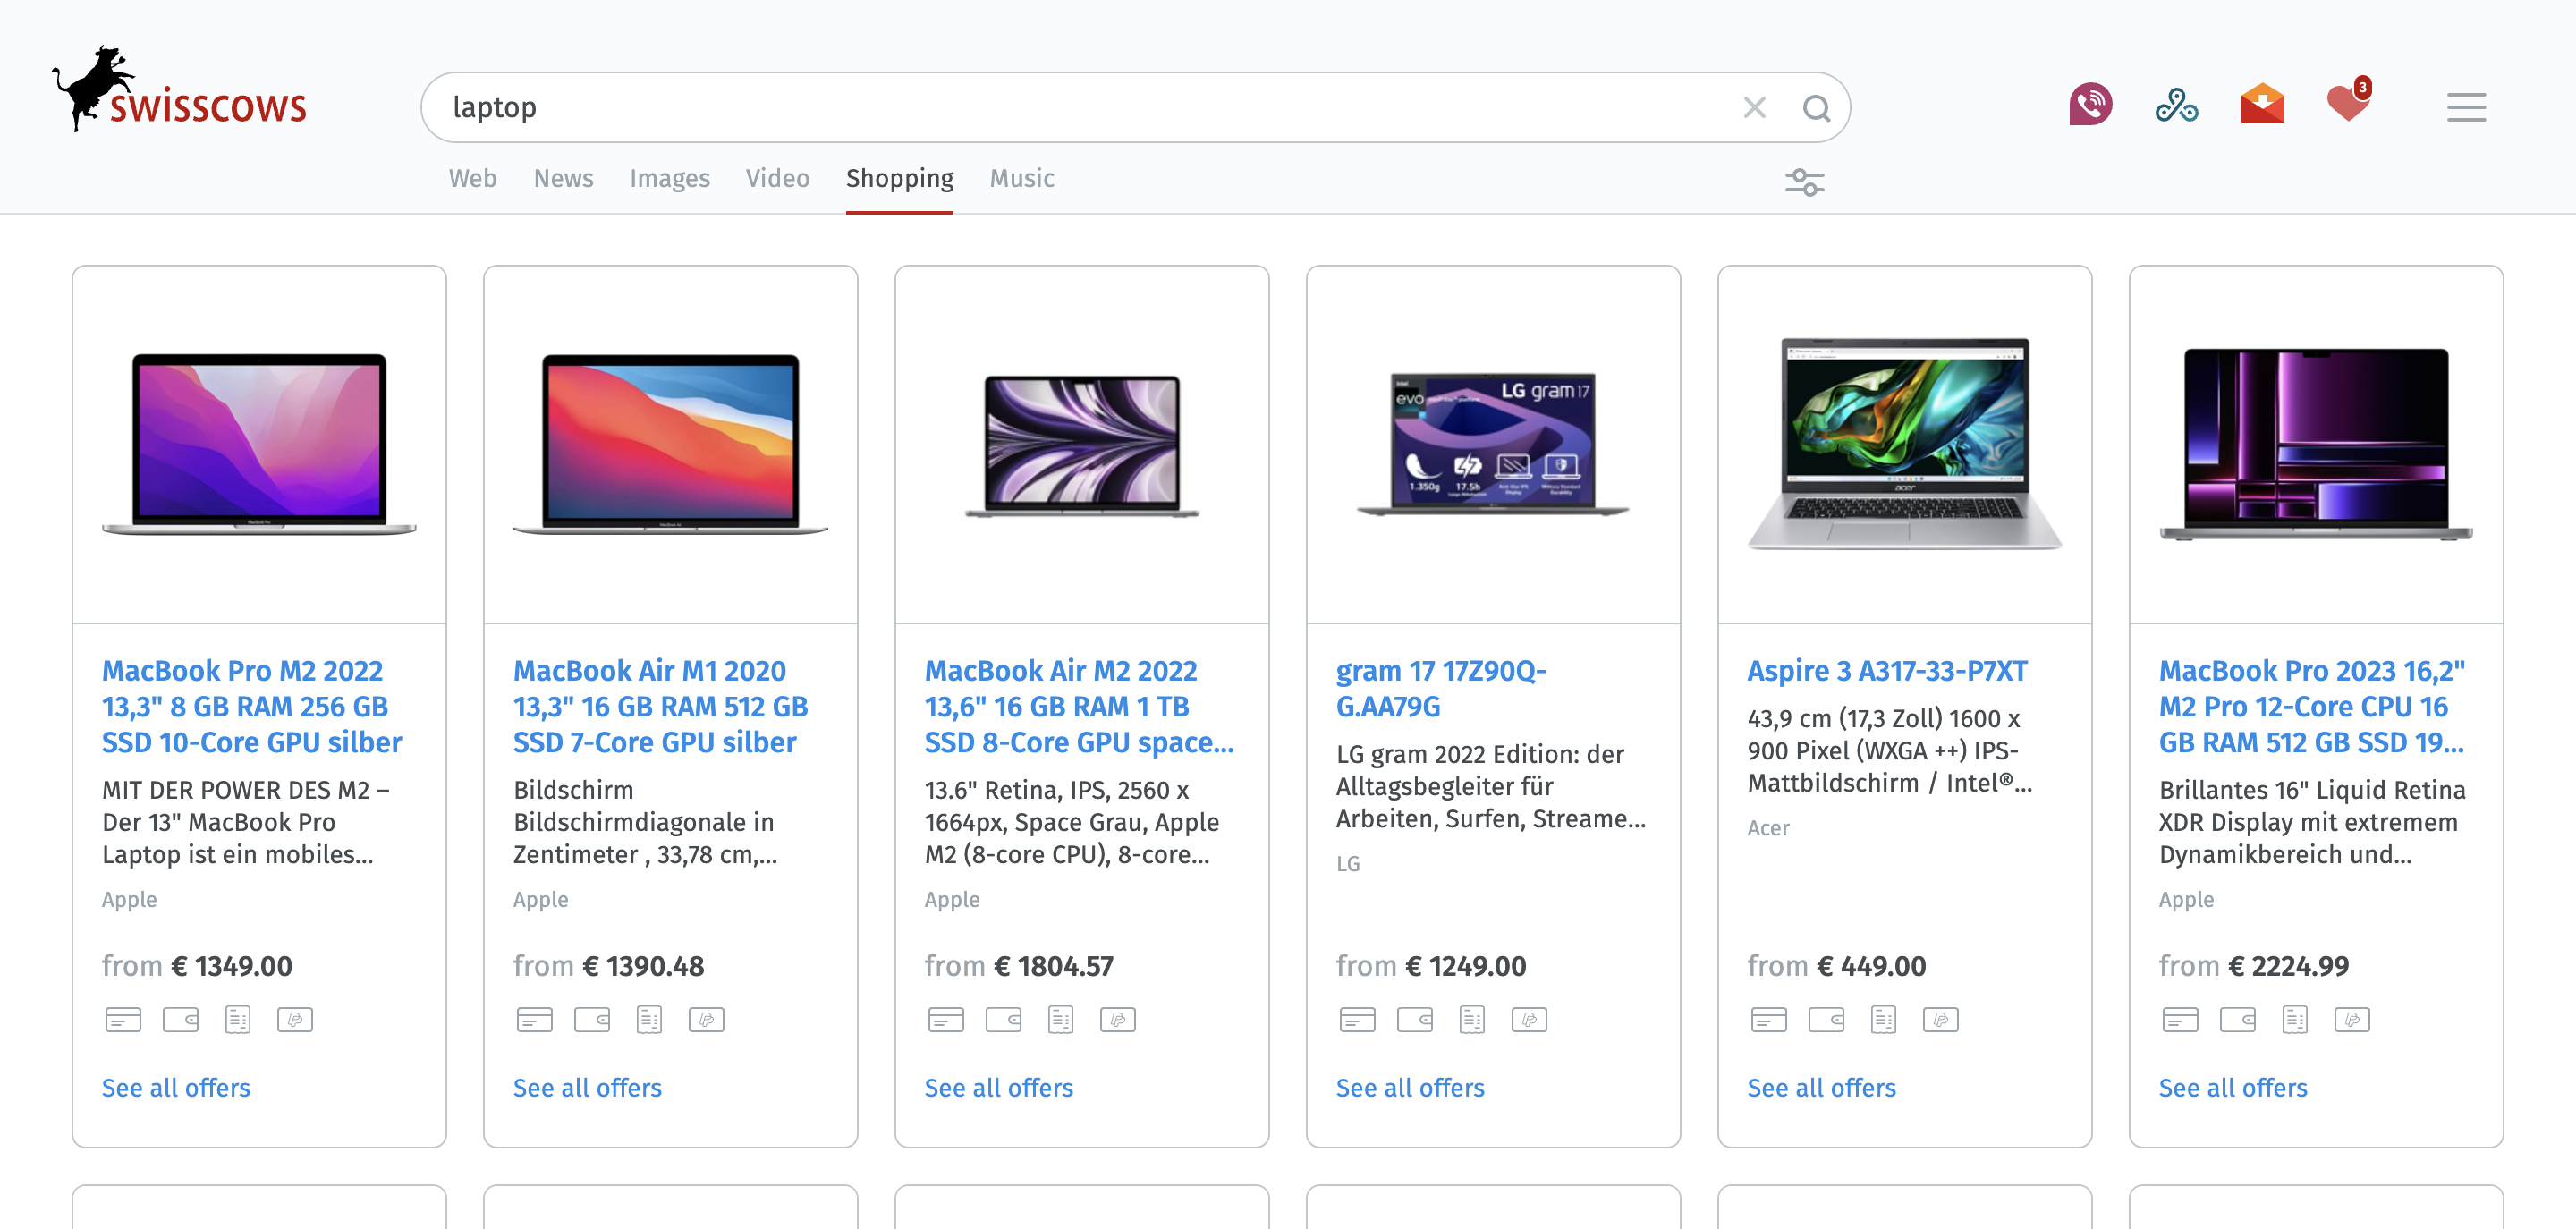 swisscows
laptop
3
Web News Images Video Shopping Music
LG gram 17
evo
1.350g 17.5h
acer
MacBook Pro M2 2022
13,3" 8 GB RAM 256 GB
SSD 10-Core GPU silber
MIT DER POWER DES M2 –
Der 13" MacBook Pro
Laptop ist ein mobiles...
Apple
from € 1349.00
See all offers
MacBook Air M1 2020
13,3" 16 GB RAM 512 GB
SSD 7-Core GPU silber
Bildschirm
Bildschirmdiagonale in
Zentimeter , 33,78 cm,...
Apple
from € 1390.48
See all offers
MacBook Air M2 2022
13,6" 16 GB RAM 1 TB
SSD 8-Core GPU space...
13.6" Retina, IPS, 2560 x
1664px, Space Grau, Apple
M2 (8-core CPU), 8-core...
Apple
from € 1804.57
See all offers
gram 17 17Z90Q-
G.AA79G
LG gram 2022 Edition: der
Alltagsbegleiter für
Arbeiten, Surfen, Streame...
LG
from € 1249.00
See all offers
Aspire 3 A317-33-P7XT
43,9 cm (17,3 Zoll) 1600 x
900 Pixel (WXGA ++) IPS-
Mattbildschirm / Intel®...
Acer
from € 449.00
See all offers
MacBook Pro 2023 16,2"
M2 Pro 12-Core CPU 16
GB RAM 512 GB SSD 19...
Brillantes 16" Liquid Retina
XDR Display mit extremem
Dynamikbereich und...
Apple
from € 2224.99
See all offers